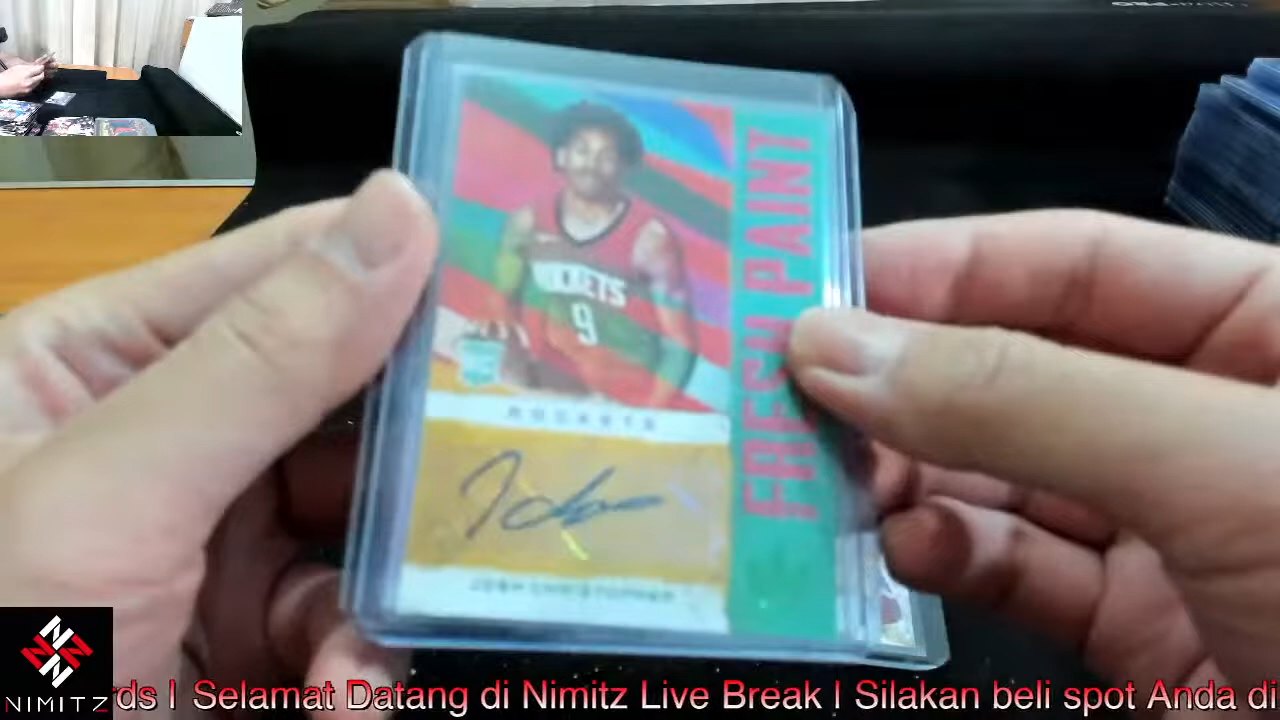 FRESH PAINT
ROCKETS
9
ROCKETS
JOSH CHRISTOPHER
NIMITZ
rds | Selamat Datang di Nimitz Live Break | Silakan beli spot Anda di